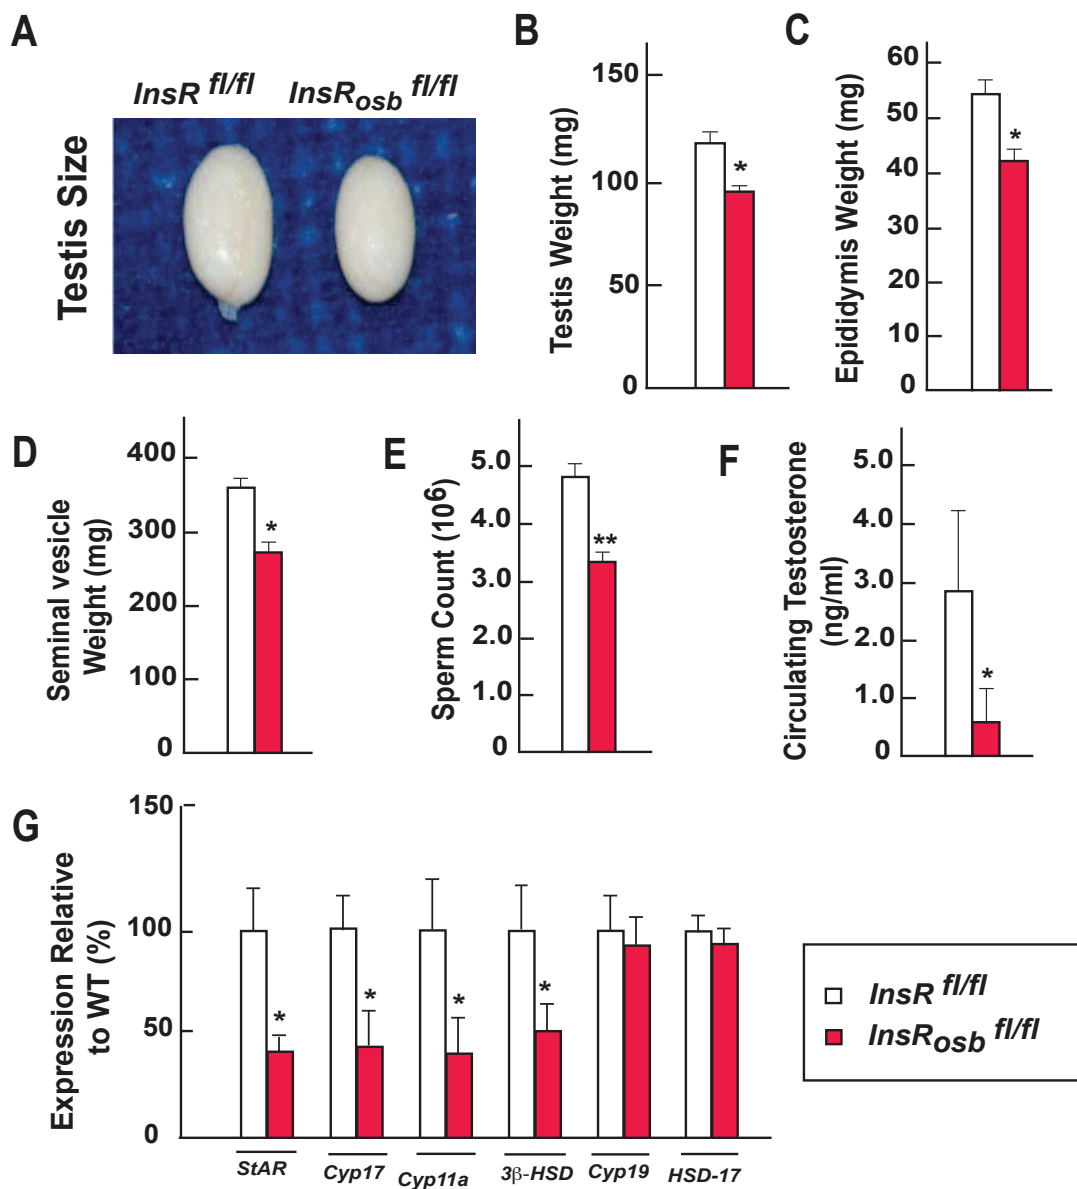 A
InsR fl/fl
InsRosb fl/fl
Testis Size
B
Testis Weight (mg)
150
100
50
0
*
C
Epididymis Weight (mg)
60
50
40
30
20
10
0
*
D
Seminal vesicle
Weight (mg)
400
300
200
100
0
*
E
Sperm Count (10⁶)
5.0
4.0
3.0
2.0
1.0
0
**
F
Circulating Testosterone
(ng/ml)
5.0
4.0
3.0
2.0
1.0
0
*
G
Expression Relative
to WT (%)
150
100
50
0
*
*
*
*
StAR
Cyp17
Cyp11a
3β-HSD
Cyp19
HSD-17
InsR fl/fl
InsRosb fl/fl